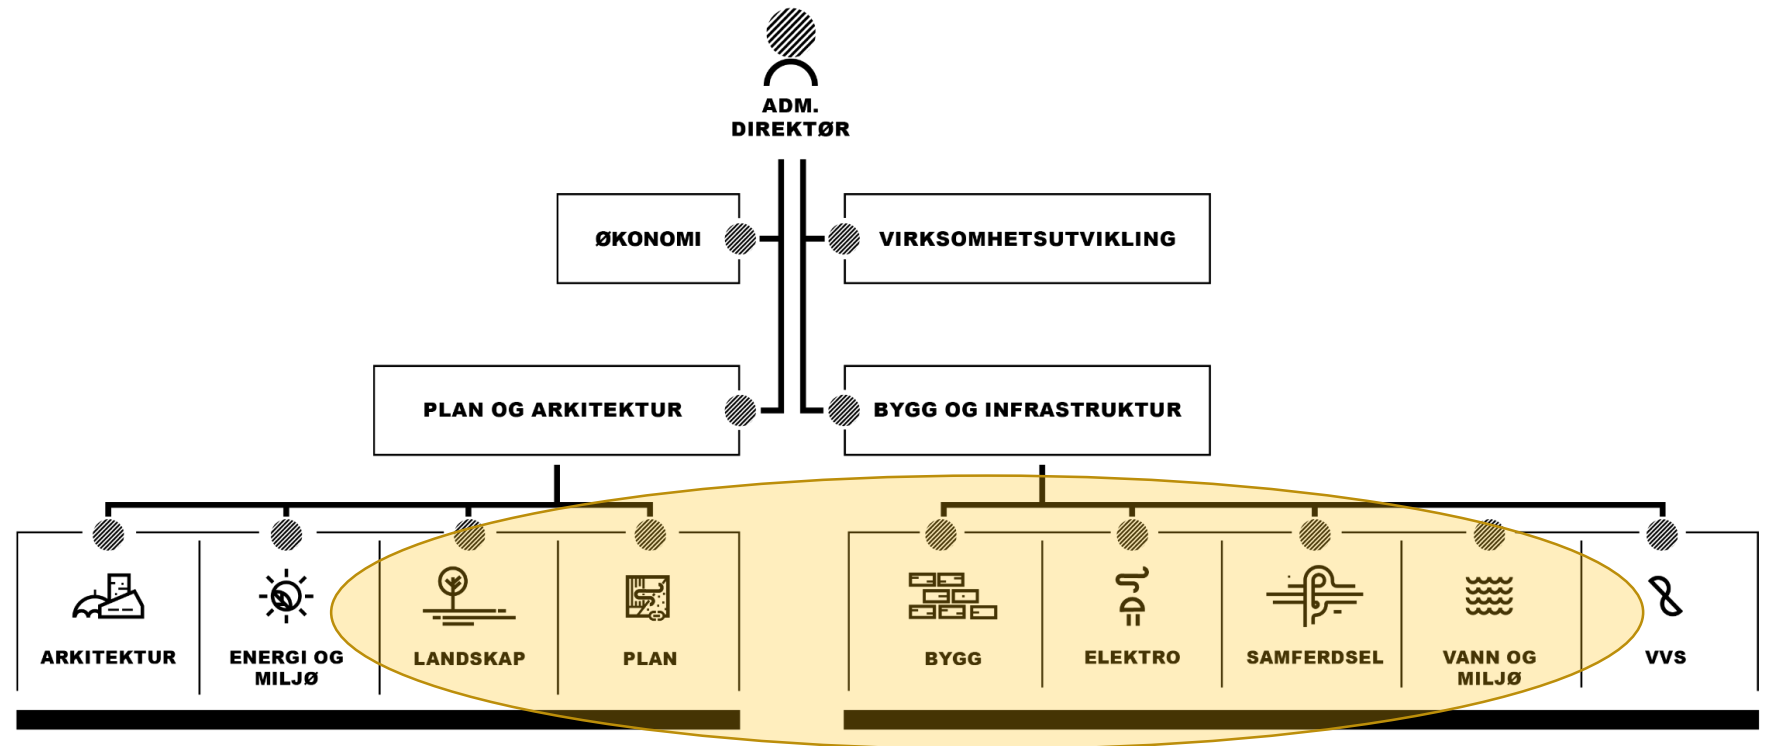 ADM.
DIREKTØR
ØKONOMI
VIRKSOMHETSUTVIKLING
PLAN OG ARKITEKTUR
BYGG OG INFRASTRUKTUR
ARKITEKTUR
ENERGI OG
MILJØ
LANDSKAP
PLAN
BYGG
ELEKTRO
SAMFERDSEL
VANN OG
MILJØ
VVS